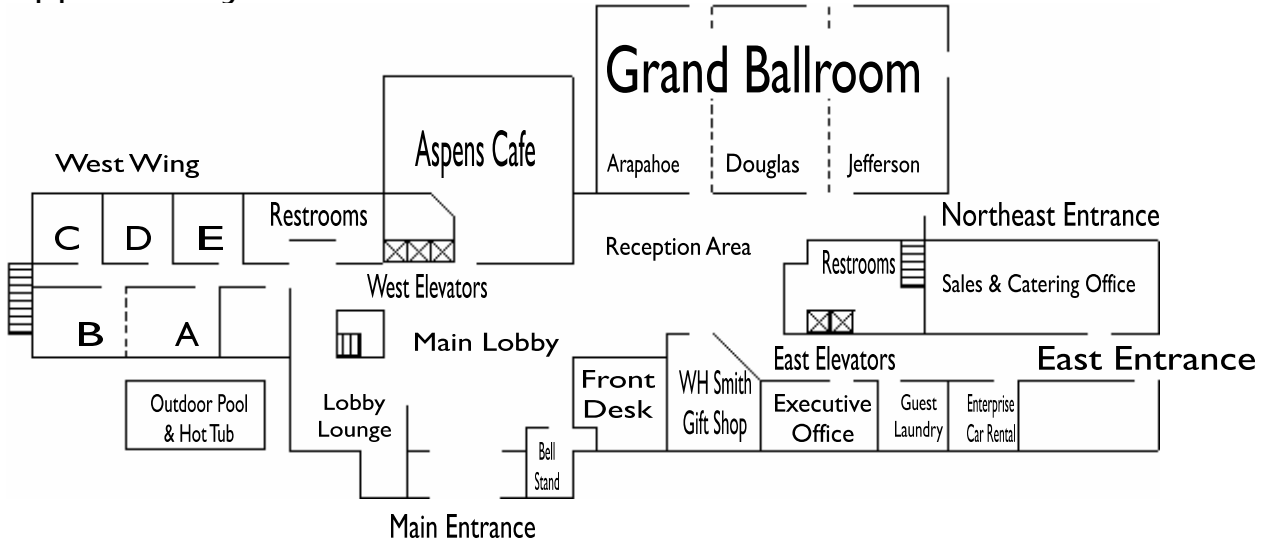 Grand Ballroom
Aspens Cafe
West Wing
Arapahoe
Douglas
Jefferson
C
D
E
Restrooms
Northeast Entrance
Reception Area
Restrooms
Sales & Catering Office
West Elevators
B
A
Main Lobby
East Elevators
East Entrance
Front
Desk
WH Smith
Gift Shop
Executive
Office
Guest
Laundry
Enterprise
Car Rental
Outdoor Pool
& Hot Tub
Lobby
Lounge
Bell
Stand
Main Entrance